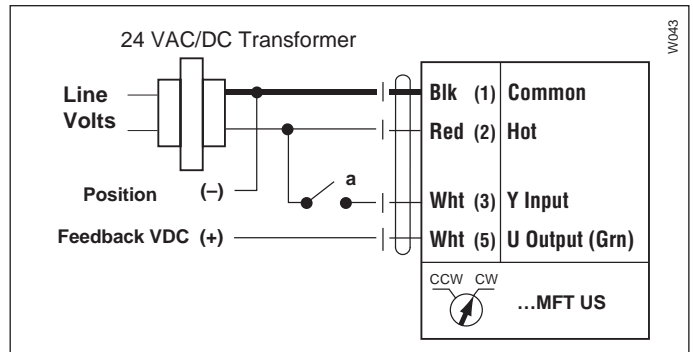 24 VAC/DC Transformer
W043
Line
Volts
Blk (1) Common
Red (2) Hot
a
Position (–)
Wht (3) Y Input
Feedback VDC (+)
Wht (5) U Output (Grn)
CCW CW
...MFT US